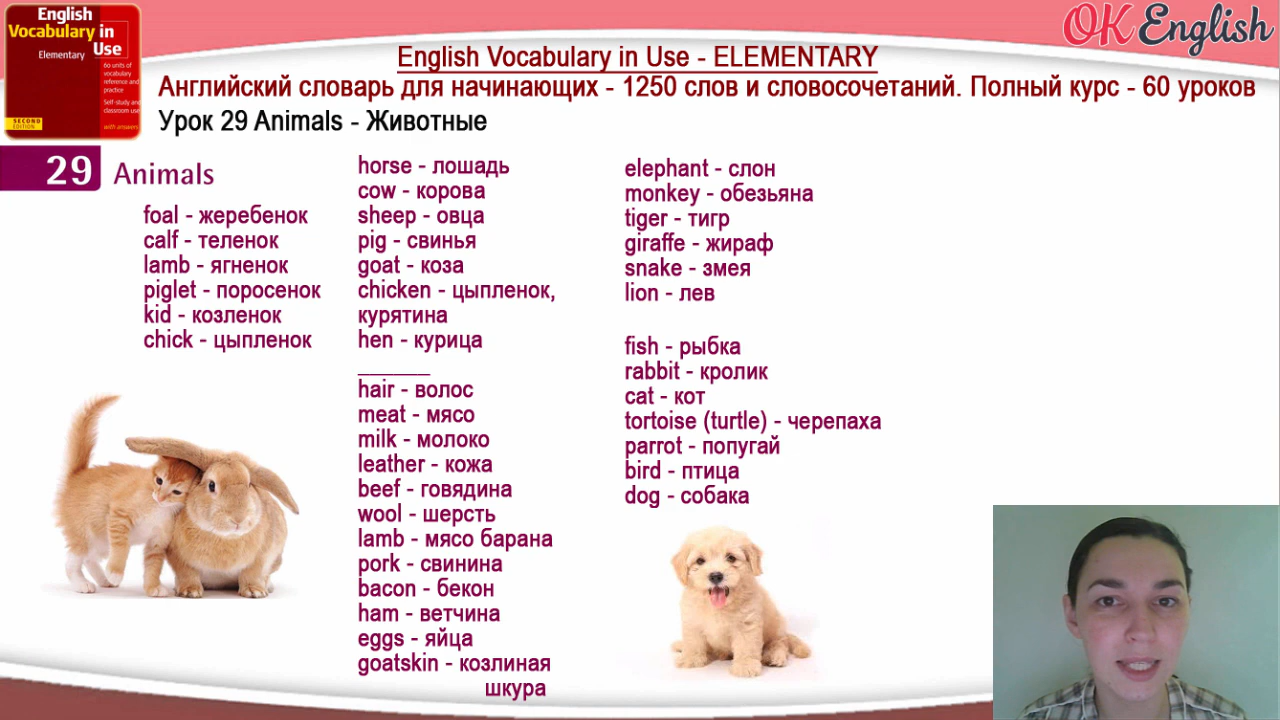 English
Vocabulary in
Use
Elementary
60 units of
vocabulary
reference and
practice
Self-study and
classroom use
SECOND
EDITION
with answers
OK English
English Vocabulary in Use - ELEMENTARY
Английский словарь для начинающих - 1250 слов и словосочетаний. Полный курс - 60 уроков
Урок 29 Animals - Животные
29 Animals
foal - жеребенок
calf - теленок
lamb - ягненок
piglet - поросенок
kid - козленок
chick - цыпленок
horse - лошадь
cow - корова
sheep - овца
pig - свинья
goat - коза
chicken - цыпленок,
курятина
hen - курица
______
hair - волос
meat - мясо
milk - молоко
leather - кожа
beef - говядина
wool - шерсть
lamb - мясо барана
pork - свинина
bacon - бекон
ham - ветчина
eggs - яйца
goatskin - козлиная
шкура
elephant - слон
monkey - обезьяна
tiger - тигр
giraffe - жираф
snake - змея
lion - лев
fish - рыбка
rabbit - кролик
cat - кот
tortoise (turtle) - черепаха
parrot - попугай
bird - птица
dog - собака